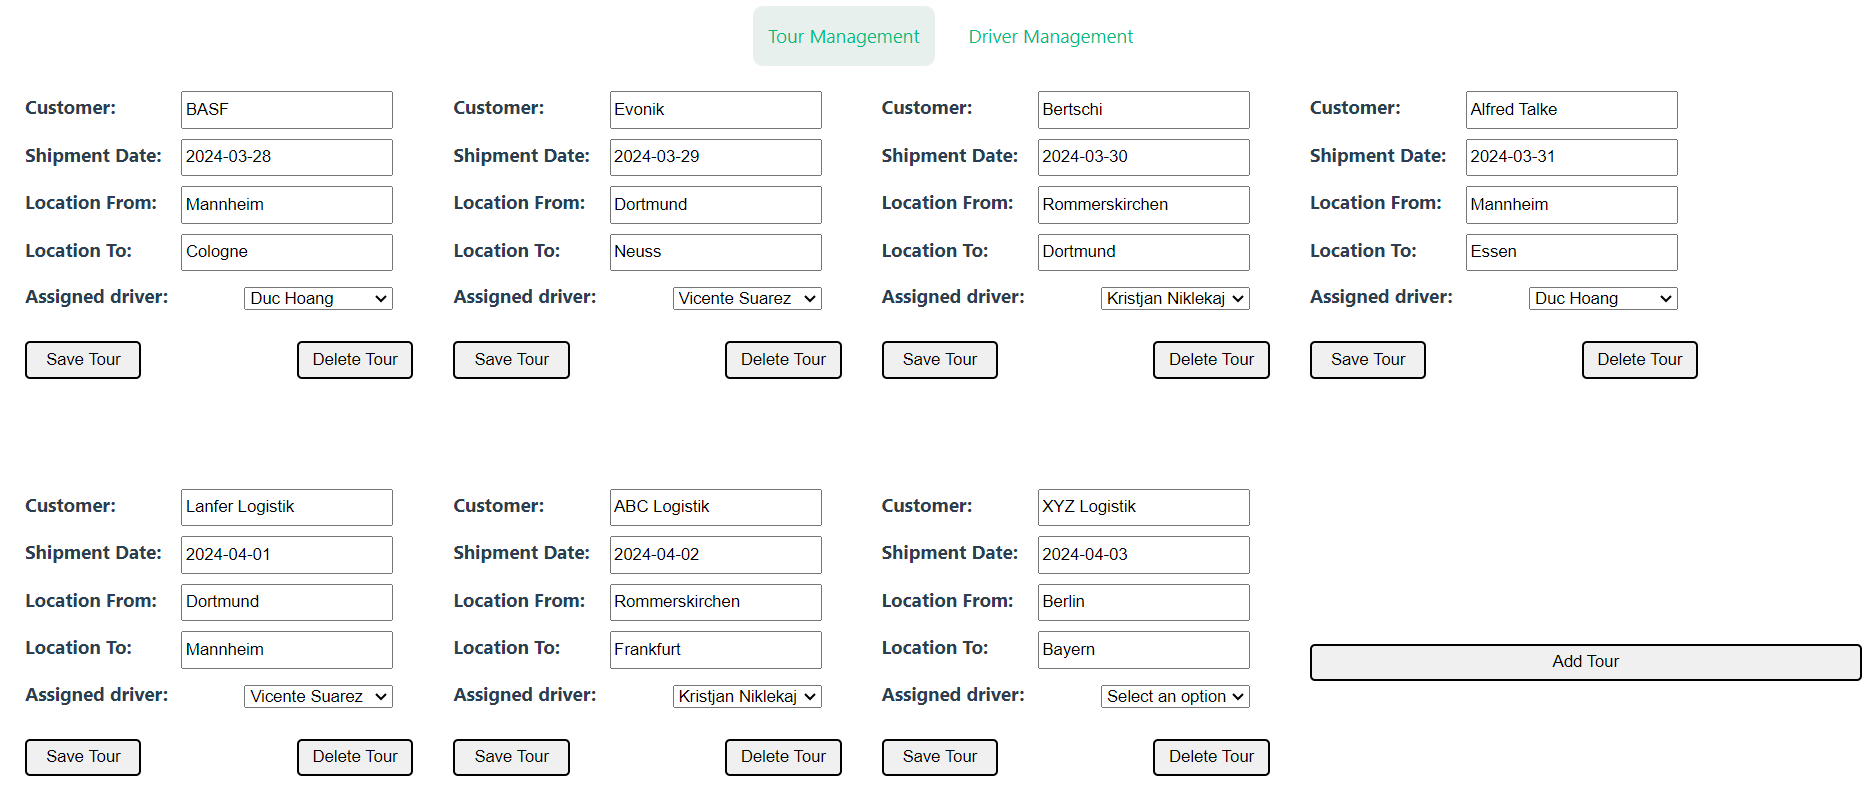 Tour Management Driver Management
Customer: BASF
Shipment Date: 2024-03-28
Location From: Mannheim
Location To: Cologne
Assigned driver: Duc Hoang
Save Tour Delete Tour
Customer: Evonik
Shipment Date: 2024-03-29
Location From: Dortmund
Location To: Neuss
Assigned driver: Vicente Suarez
Save Tour Delete Tour
Customer: Bertschi
Shipment Date: 2024-03-30
Location From: Rommerskirchen
Location To: Dortmund
Assigned driver: Kristjan Niklekaj
Save Tour Delete Tour
Customer: Alfred Talke
Shipment Date: 2024-03-31
Location From: Mannheim
Location To: Essen
Assigned driver: Duc Hoang
Save Tour Delete Tour
Customer: Lanfer Logistik
Shipment Date: 2024-04-01
Location From: Dortmund
Location To: Mannheim
Assigned driver: Vicente Suarez
Save Tour Delete Tour
Customer: ABC Logistik
Shipment Date: 2024-04-02
Location From: Rommerskirchen
Location To: Frankfurt
Assigned driver: Kristjan Niklekaj
Save Tour Delete Tour
Customer: XYZ Logistik
Shipment Date: 2024-04-03
Location From: Berlin
Location To: Bayern
Assigned driver: Select an option
Save Tour Delete Tour
Add Tour